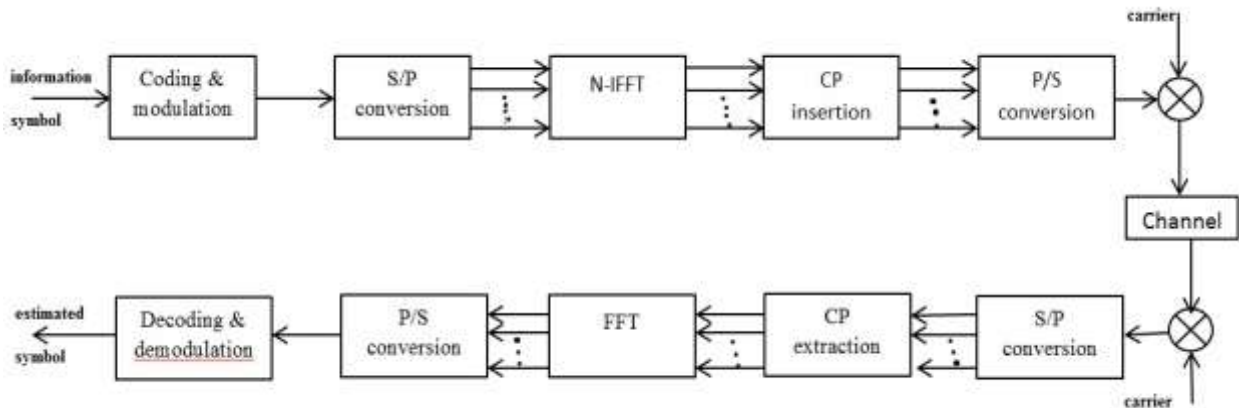 carrier
information
symbol
Coding &
modulation
S/P
conversion
N-IFFT
CP
insertion
P/S
conversion
Channel
estimated
symbol
Decoding &
demodulation
P/S
conversion
FFT
CP
extraction
S/P
conversion
carrier